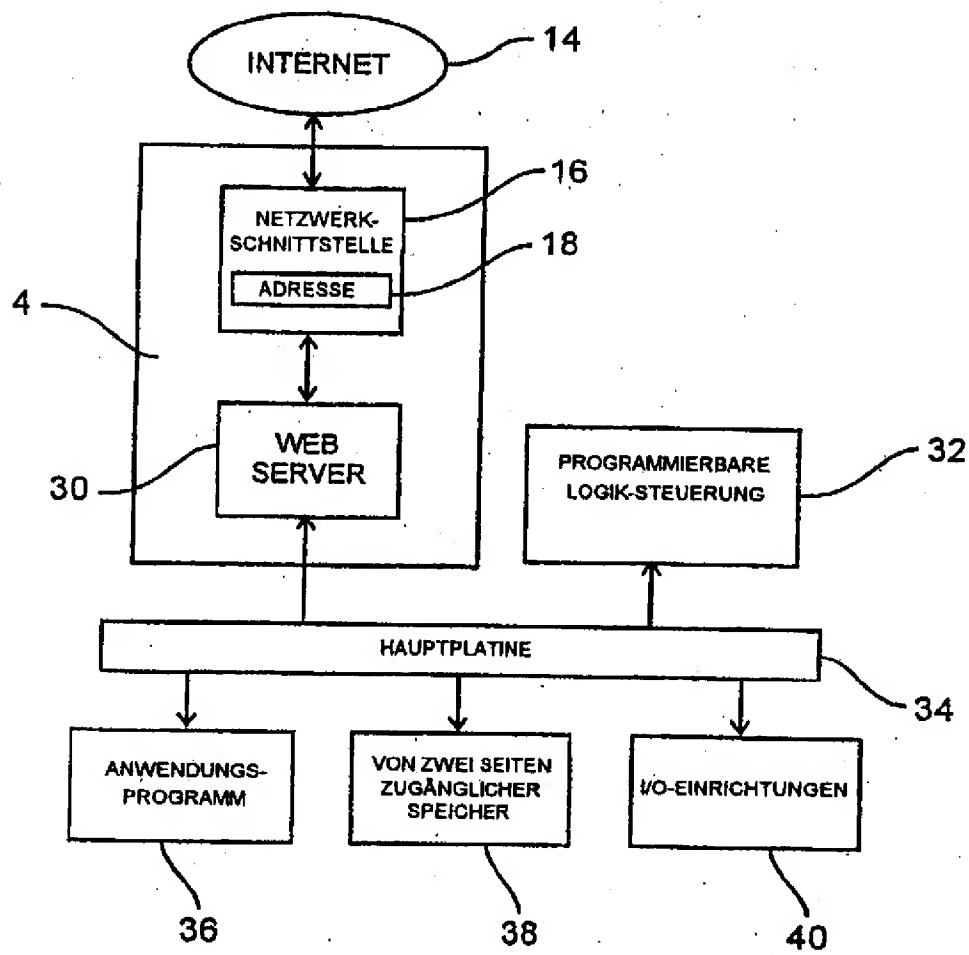 INTERNET
14
NETZWERK-
SCHNITTSTELLE
16
ADRESSE
18
4
WEB
SERVER
30
PROGRAMMIERBARE
LOGIK-STEUERUNG
32
HAUPTPLATINE
34
ANWENDUNGS-
PROGRAMM
36
VON ZWEI SEITEN
ZUGÄNGLICHER
SPEICHER
38
I/O-EINRICHTUNGEN
40